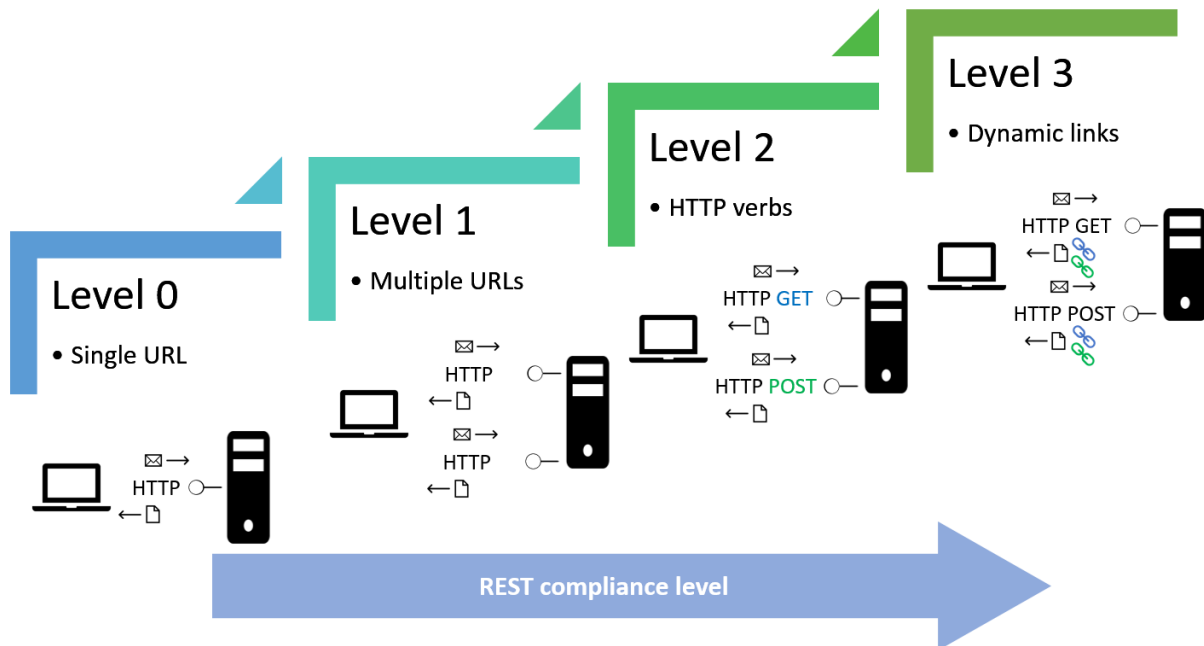 Level 0
• Single URL
HTTP
Level 1
• Multiple URLs
HTTP
HTTP
Level 2
• HTTP verbs
HTTP GET
HTTP POST
Level 3
• Dynamic links
HTTP GET
HTTP POST
REST compliance level